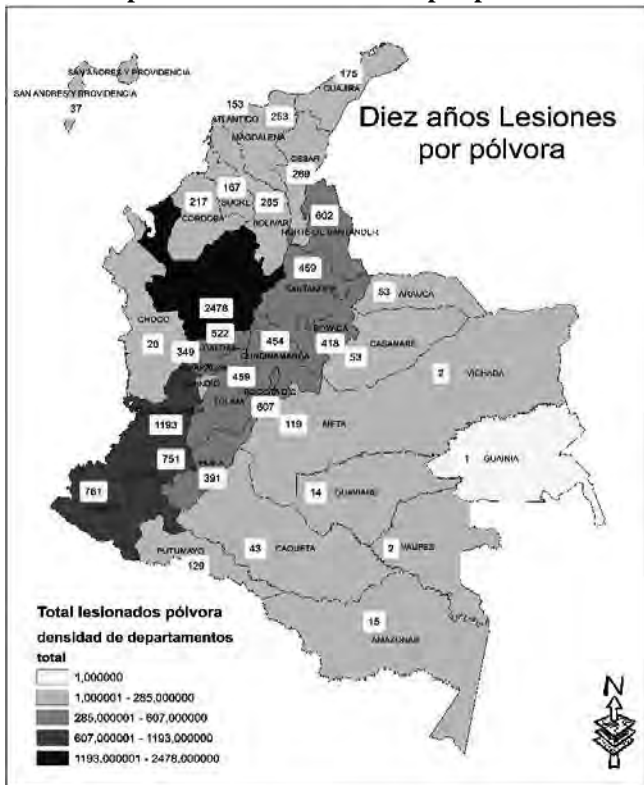 SAN ANDRES Y PROVIDENCIA
SAN ANDRES Y PROVIDENCIA
37
175
GUAJIRA
Diez años Lesiones
por pólvora
153
ATLANTICO
253
MAGDALENA
CESAR
269
167
SUCRE
217
CORDOBA
BOLIVAR
602
NORTE DE SANTANDER
459
SANTANDER
53
ARAUCA
2478
CHOCO
20
522
349
454
CUNDINAMARCA
BOYACA
418
CASANARE
53
2
VICHADA
459
TOLIMA
607
1193
119
META
751
HUILA
391
761
1
GUAINIA
14
GUAVIARE
PUTUMAYO
129
43
CAQUETA
2
VAUPES
15
AMAZONAS
Total lesionados pólvora
densidad de departamentos
total
1,000000
1,000001 - 285,000000
285,000001 - 607,000000
607,000001 - 1193,000000
1193,000001 - 2478,000000
N